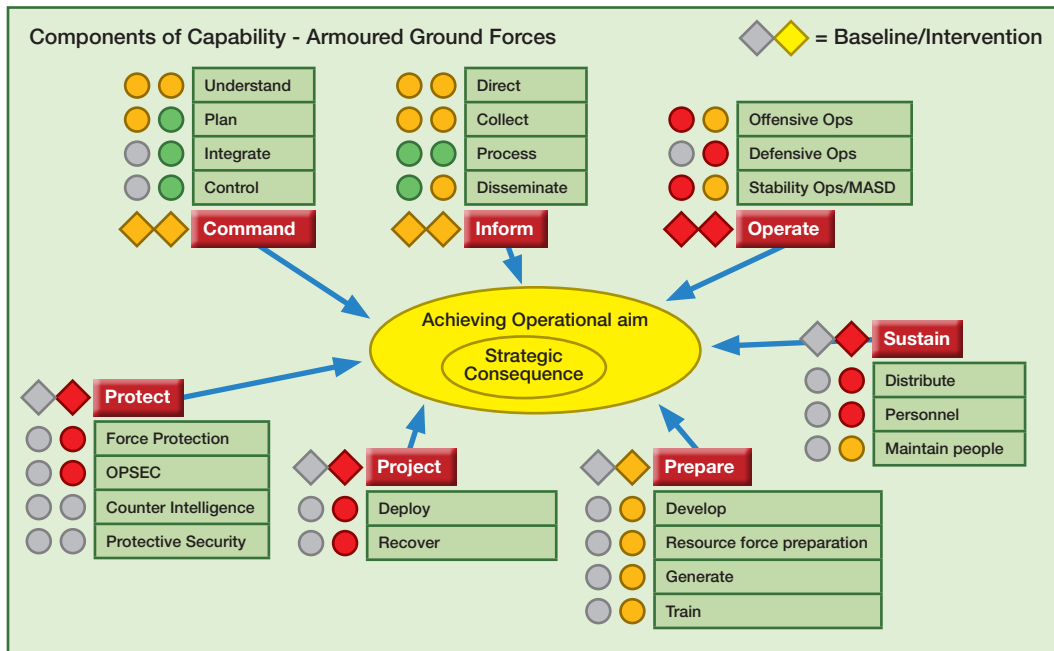 Components of Capability - Armoured Ground Forces
= Baseline/Intervention
Understand
Plan
Integrate
Control
Command
Direct
Collect
Process
Disseminate
Inform
Offensive Ops
Defensive Ops
Stability Ops/MASD
Operate
Achieving Operational aim
Strategic
Consequence
Sustain
Distribute
Personnel
Maintain people
Protect
Force Protection
OPSEC
Counter Intelligence
Protective Security
Project
Deploy
Recover
Prepare
Develop
Resource force preparation
Generate
Train